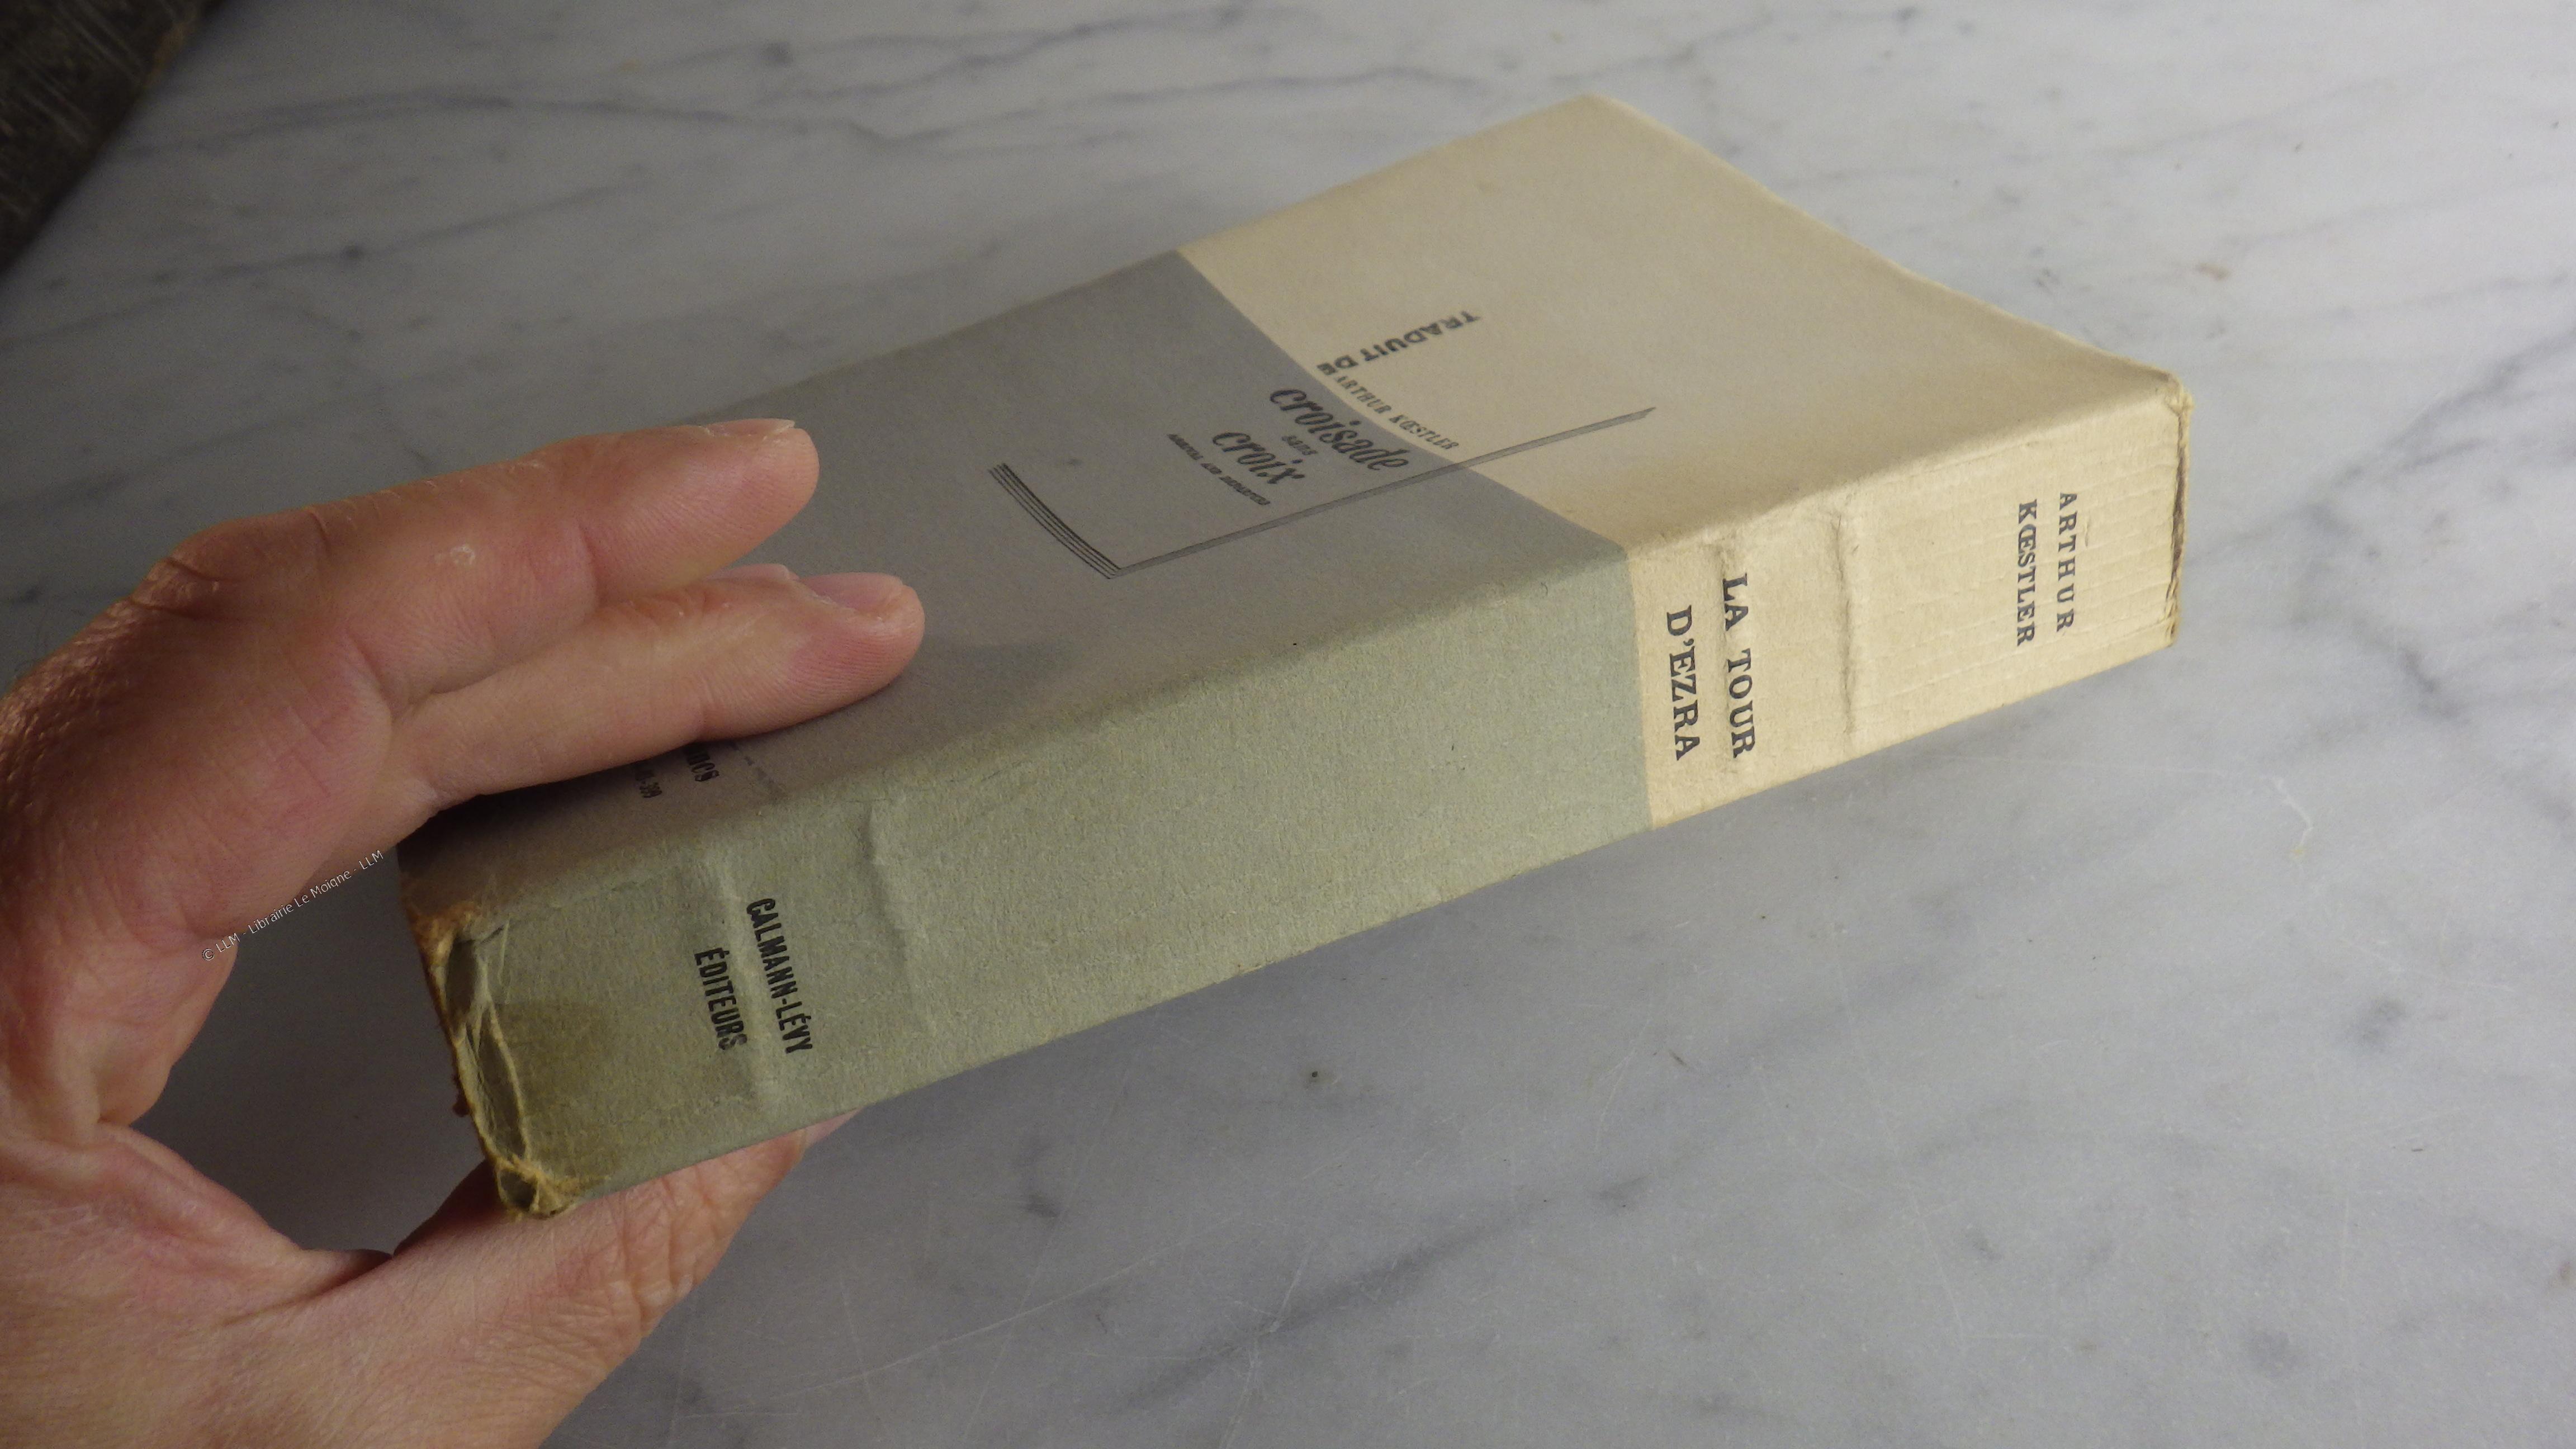 ARTHUR
KŒSTLER
LA TOUR
D'EZRA
CALMANN-LÉVY
ÉDITEURS
TRADUIT DE
ARTHUR KŒSTLER
croisade
sans
croix
© LLM - Librairie Le Moigne - LLM